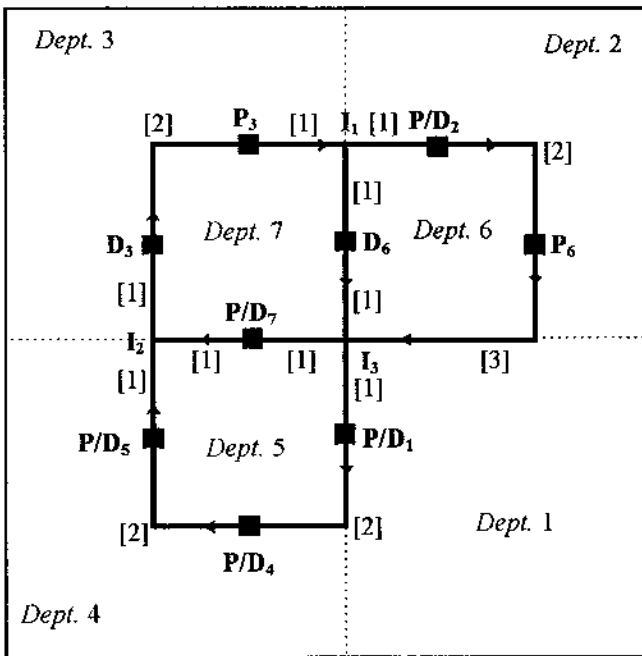 Dept. 3
Dept. 2
[2] P3 [1] I1 [1] P/D2 [2]
[1]
D3 Dept. 7 D6 Dept. 6 P6
[1] P/D7 [1]
I2 [1] [1] I3 [3]
[1] [1]
P/D5 Dept. 5 P/D1
[2] P/D4 [2] Dept. 1
Dept. 4